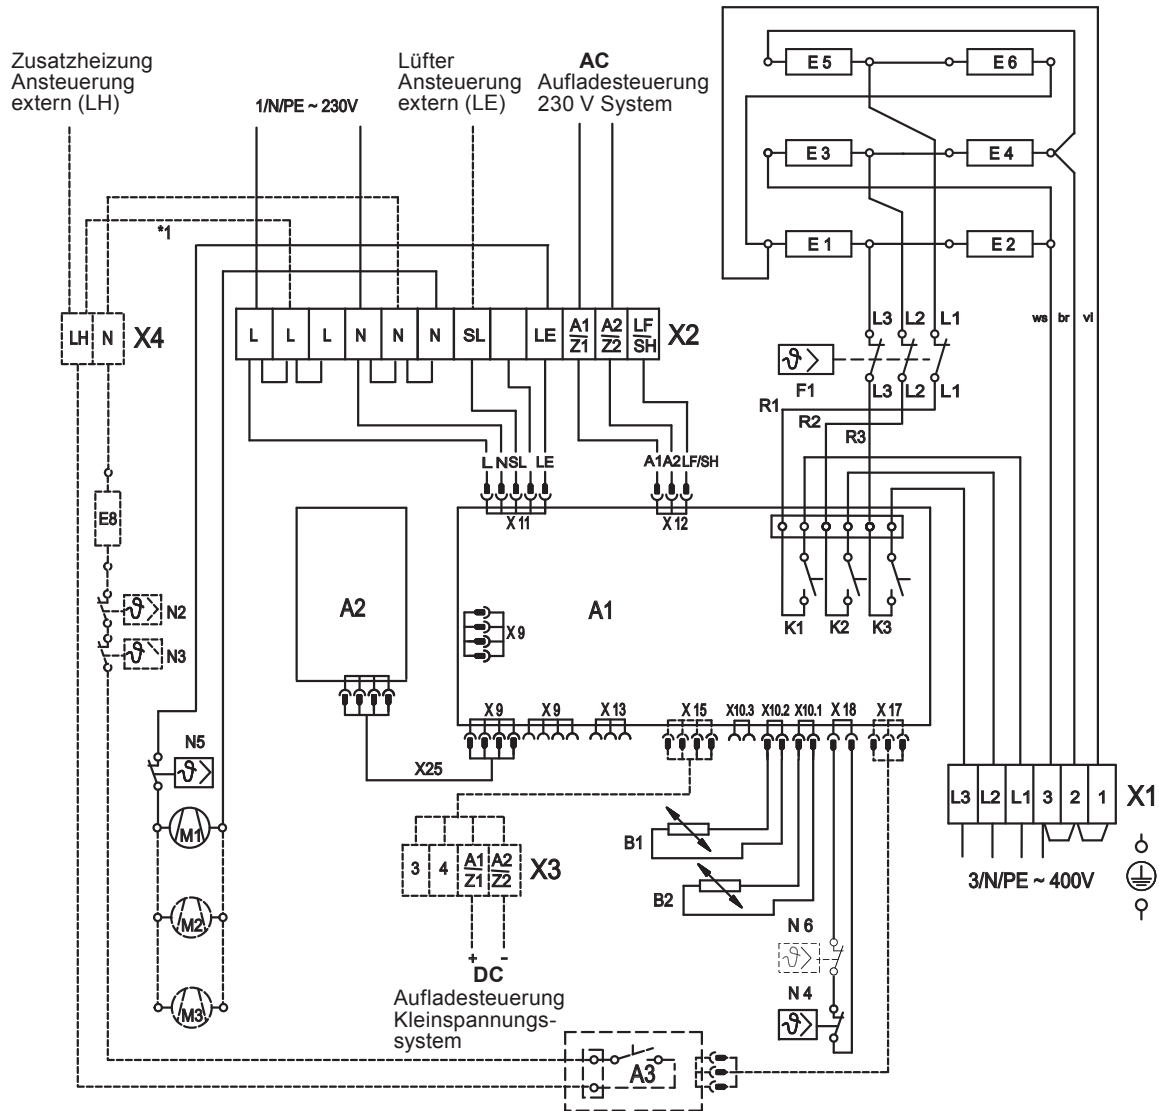 Zusatzheizung
Ansteuerung
extern (LH)
1/N/PE ~ 230V
Lüfter
Ansteuerung
extern (LE)
AC
Aufladesteuerung
230 V System
E 5
E 6
E 3
E 4
E 1
E 2
ws br vl
*1
LH N X4
L L L N N N SL LE A1/Z1 A2/Z2 LF/SH X2
L3 L2 L1
ϑ>
F1
L3 L2 L1
R1
R2
R3
L N SL LE
A1 A2 LF/SH
X 11
X 12
E8
A2
A1
X 9
K1 K2 K3
ϑ> N2
ϑ N3
X 9 X 9 X 13 X 15 X10.3 X10.2 X10.1 X 18 X 17
N5
ϑ>
X25
L3 L2 L1 3 2 1 X1
3/N/PE ~ 400V
M1
B1
3 4 A1/Z1 A2/Z2 X3
B2
M2
N 6
ϑ>
+ -
DC
N 4
ϑ>
Aufladesteuerung
Kleinspannungs-
system
M3
A3